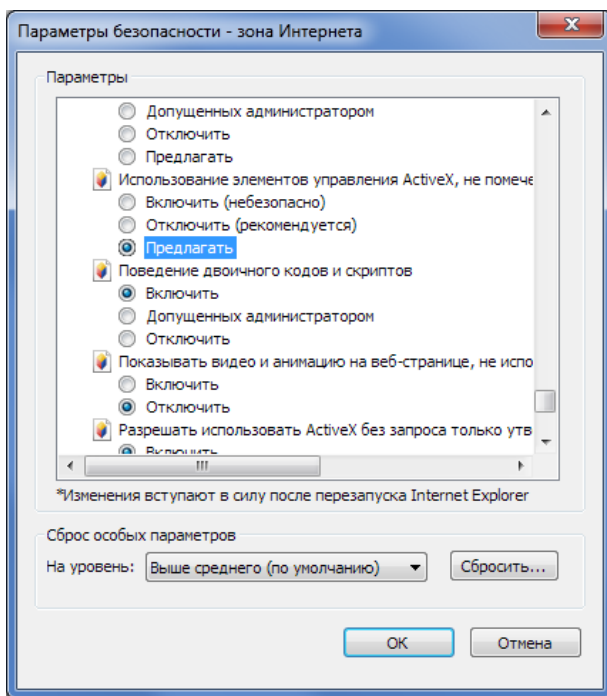 Параметры безопасности - зона Интернета
Параметры
Допущенных администратором
Отключить
Предлагать
Использование элементов управления ActiveX, не помече
Включить (небезопасно)
Отключить (рекомендуется)
Предлагать
Поведение двоичного кодов и скриптов
Включить
Допущенных администратором
Отключить
Показывать видео и анимацию на веб-странице, не испо
Включить
Отключить
Разрешать использовать ActiveX без запроса только утв
Включить
*Изменения вступают в силу после перезапуска Internet Explorer
Сброс особых параметров
На уровень: Выше среднего (по умолчанию) Сбросить...
ОК Отмена